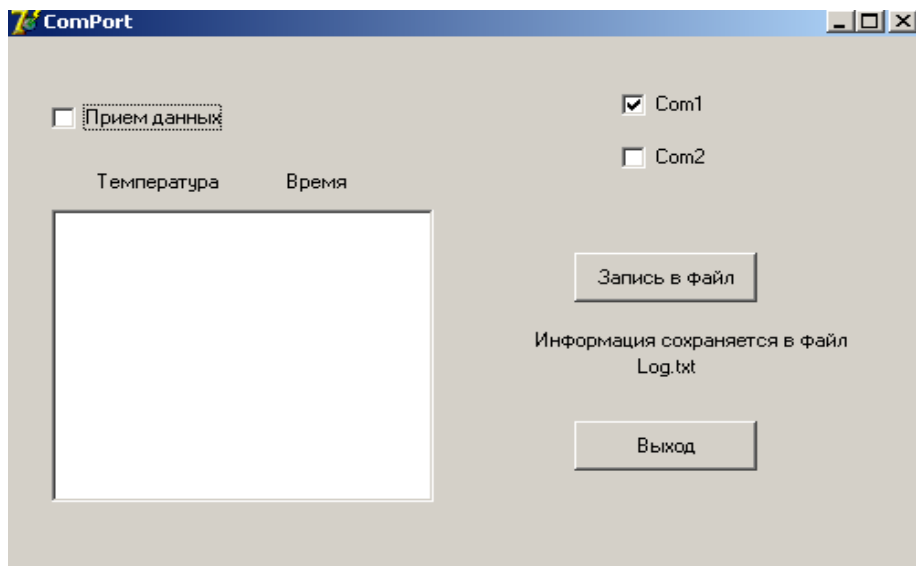 ComPort
Прием данных
Com1
Com2
Температура Время
Запись в файл
Информация сохраняется в файл
Log.txt
Выход